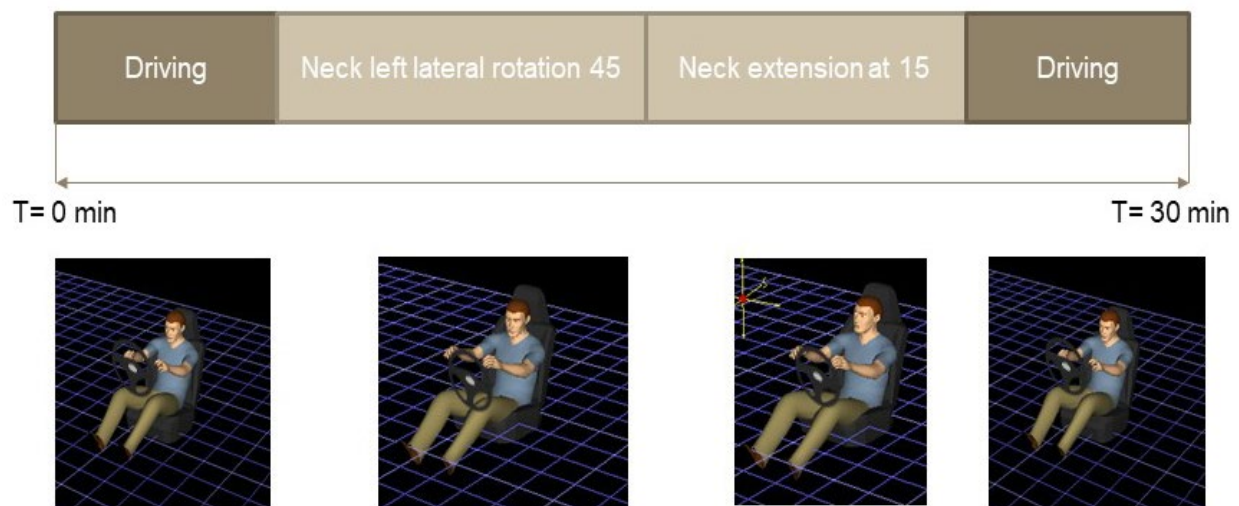 Driving
Neck left lateral rotation 45
Neck extension at 15
Driving
T= 0 min
T= 30 min